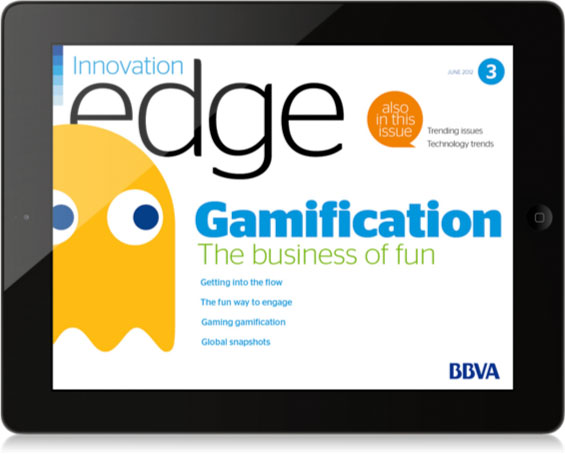 Innovation
edge
JUNE 2012
3
also
in this
issue
Trending issues
Technology trends
Gamification
The business of fun
Getting into the flow
The fun way to engage
Gaming gamification
Global snapshots
BBVA